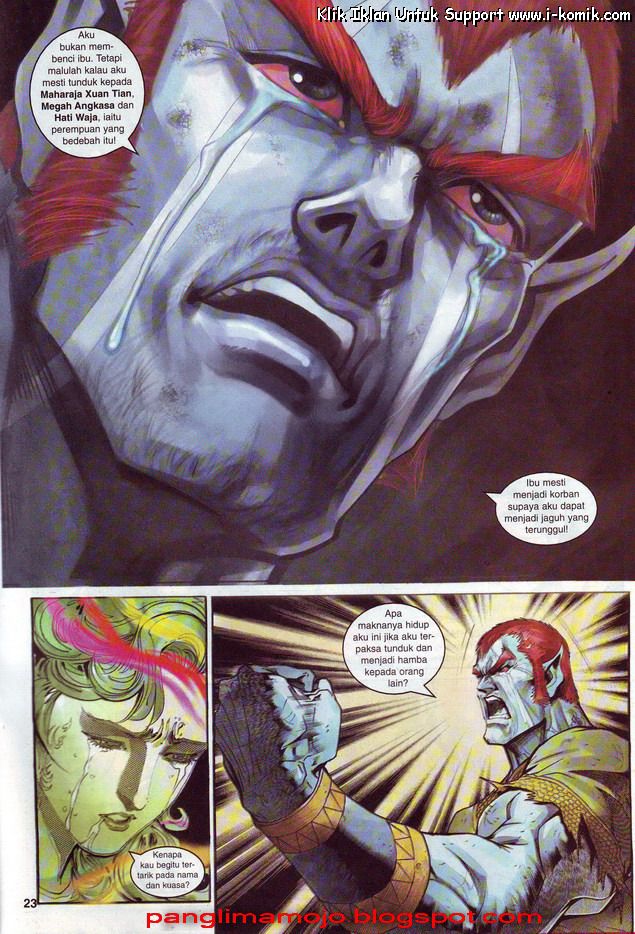 Klik Iklan Untuk Support www.i-komik.com
Aku
bukan mem-
benci ibu. Tetapi
malulah kalau aku
mesti tunduk kepada
Maharaja Xuan Tian,
Megah Angkasa dan
Hati Waja, iaitu
perempuan yang
bedebah itu!
Ibu mesti
menjadi korban
supaya aku dapat
menjadi jaguh yang
terunggul!
Apa
maknanya hidup
aku ini jika aku ter-
paksa tunduk dan
menjadi hamba
kepada orang
lain?
Kenapa
kau begitu ter-
tarik pada nama
dan kuasa?
23
panglimamojo.blogspot.com